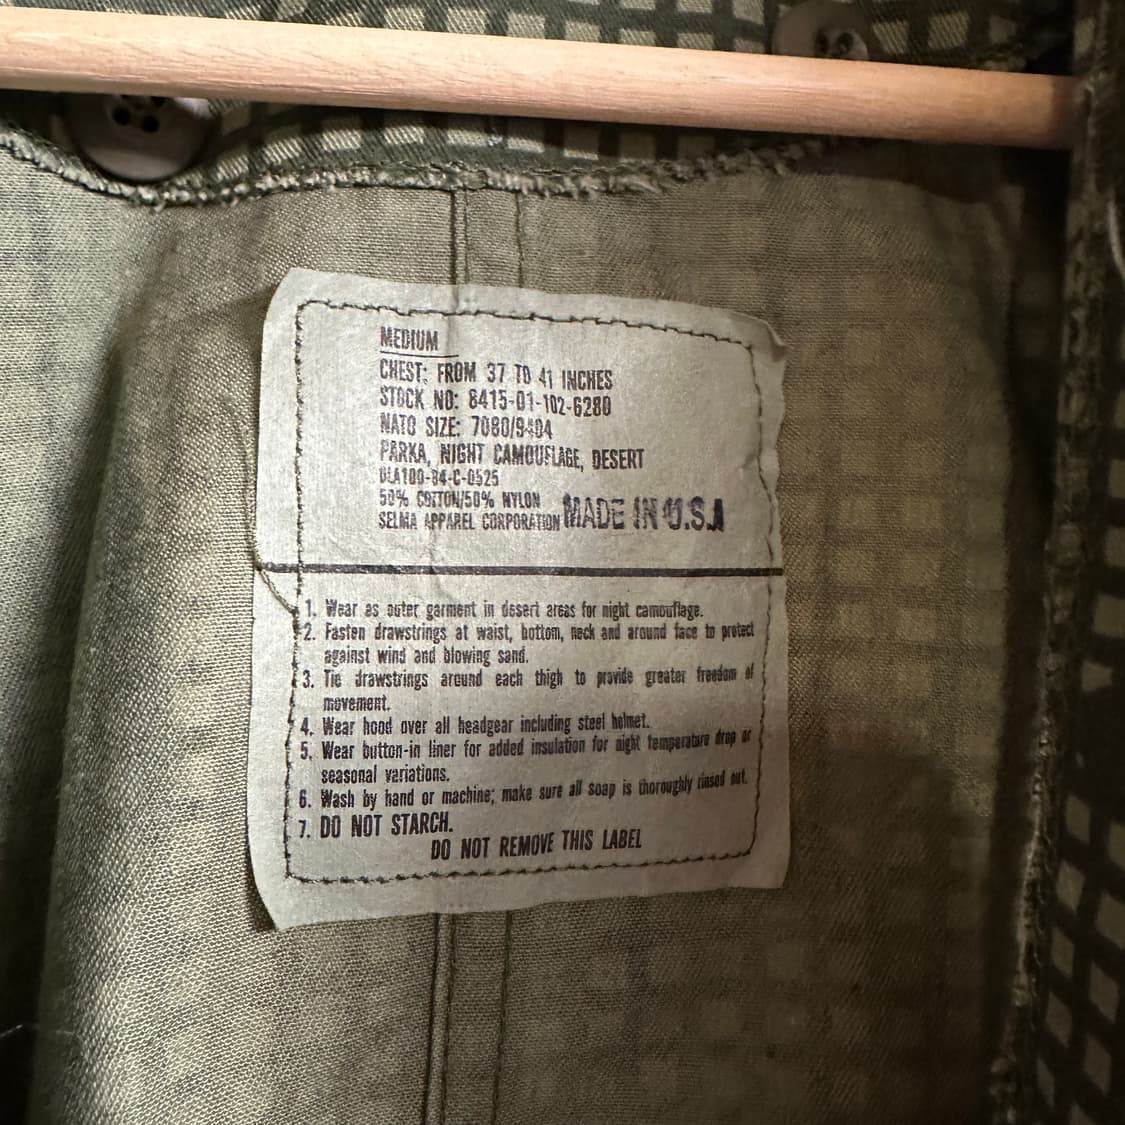 MEDIUM
CHEST: FROM 37 TO 41 INCHES
STOCK NO: 8415-01-102-6280
NATO SIZE: 7080/9404
PARKA, NIGHT CAMOUFLAGE, DESERT
DLA100-84-C-0525
50% COTTON/50% NYLON
SELMA APPAREL CORPORATION MADE IN U.S.A
1. Wear as outer garment in desert areas for night camouflage.
2. Fasten drawstrings at waist, bottom, neck and around face to protect
against wind and blowing sand.
3. Tie drawstrings around each thigh to provide greater freedom of
movement.
4. Wear hood over all headgear including steel helmet.
5. Wear button-in liner for added insulation for night temperature drop or
seasonal variations.
6. Wash by hand or machine; make sure all soap is thoroughly rinsed out.
7. DO NOT STARCH.
DO NOT REMOVE THIS LABEL